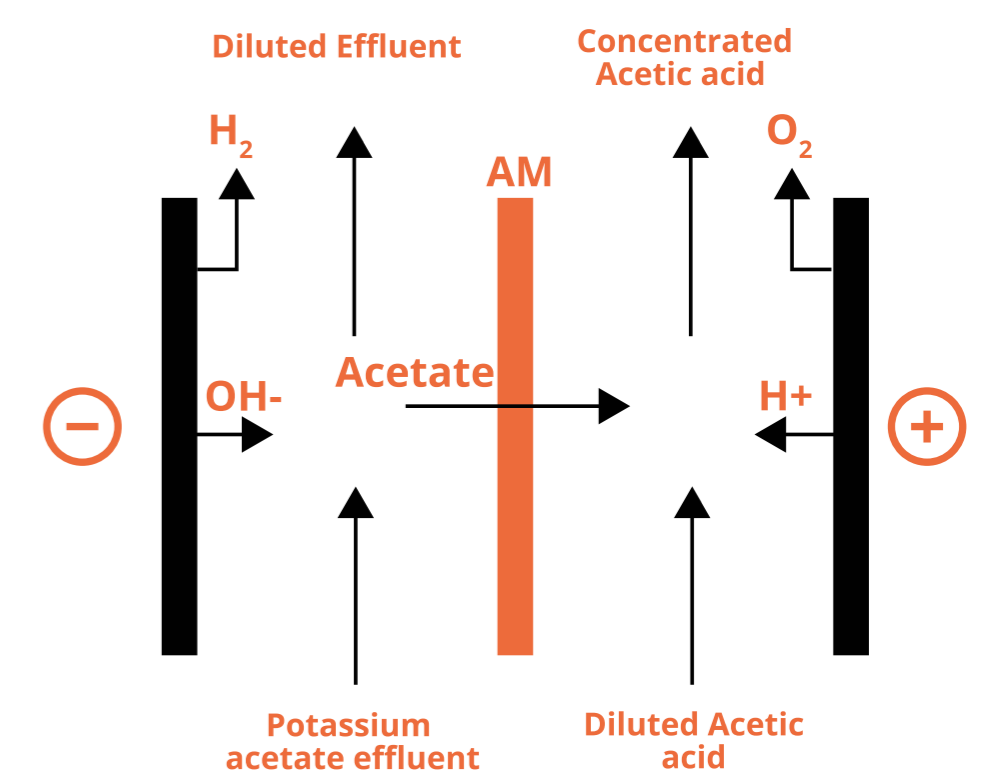 Diluted Effluent
Concentrated
Acetic acid
H2
O2
AM
Acetate
OH-
H+
−
+
Potassium
acetate effluent
Diluted Acetic
acid